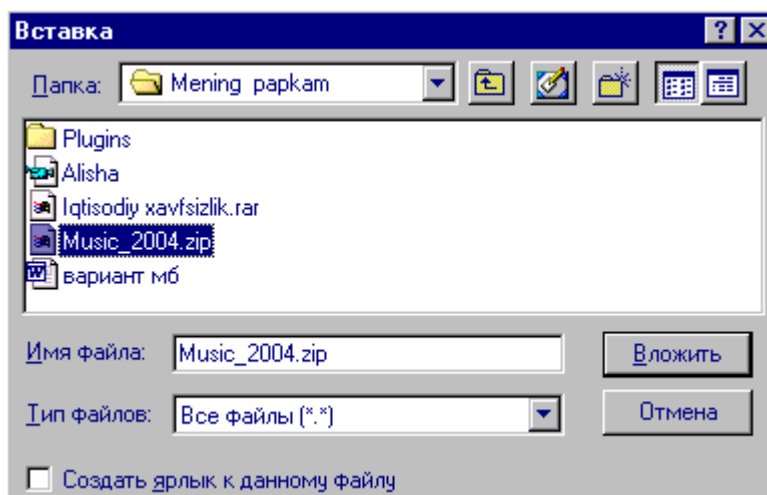 Вставка
Папка: Mening papkam
Plugins
Alisha
Iqtisodiy xavfsizlik.rar
Music_2004.zip
вариант мб
Имя файла: Music_2004.zip Вложить
Тип файлов: Все файлы (*.*) Отмена
Создать ярлык к данному файлу